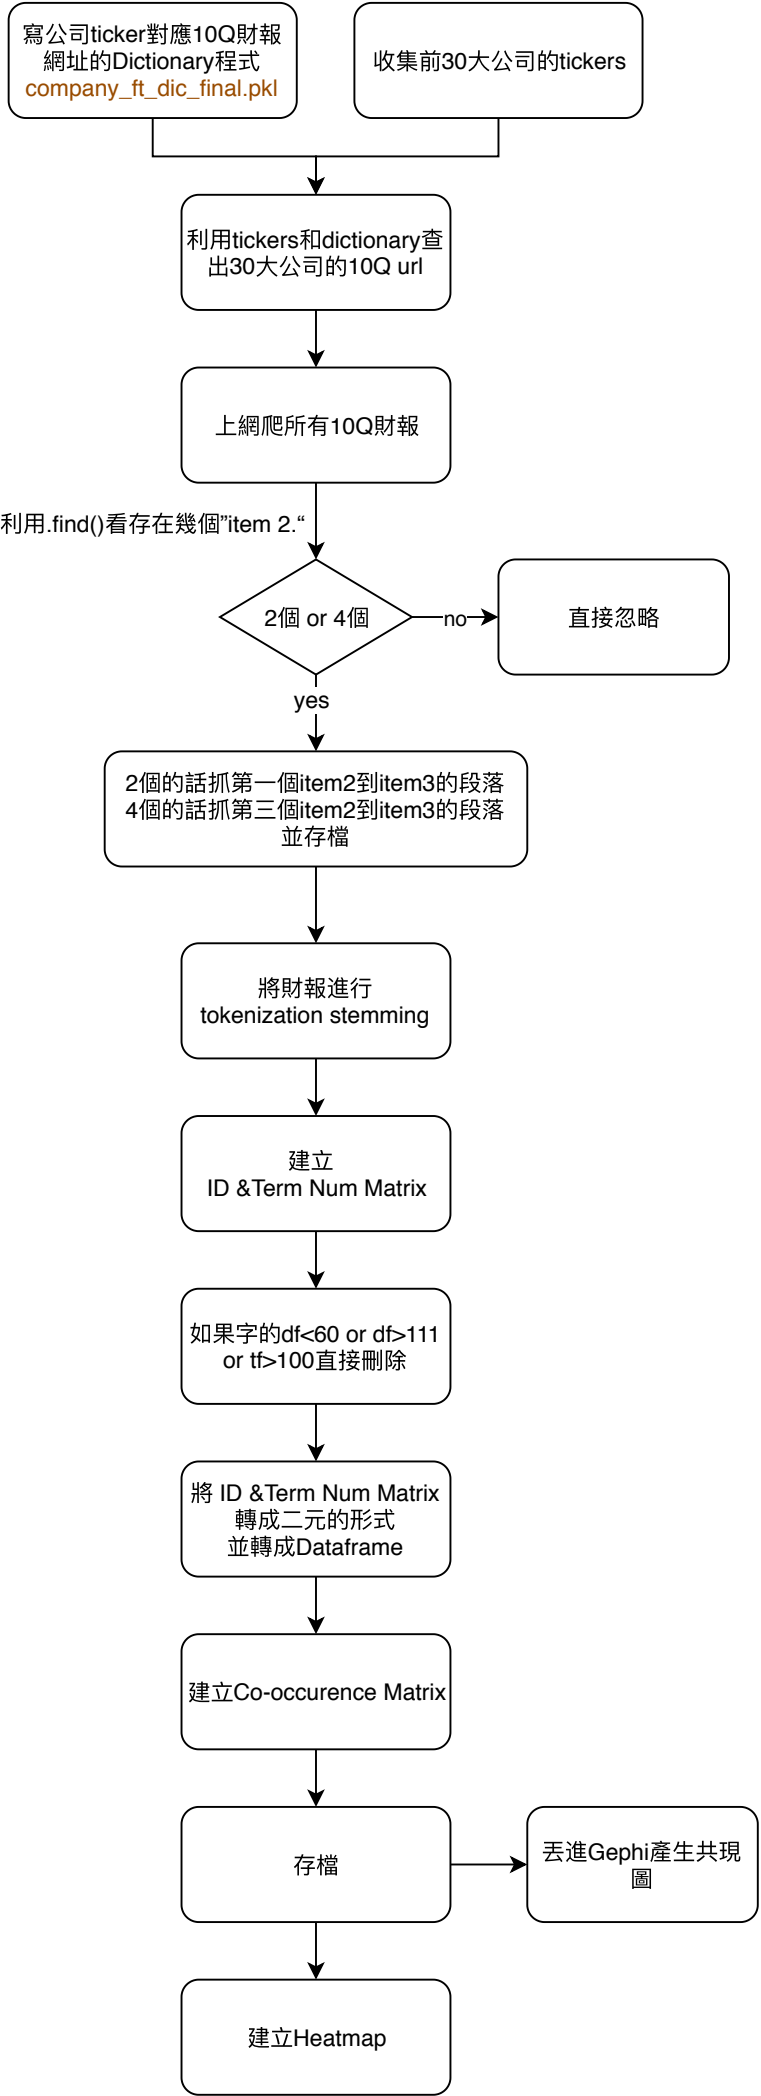 寫公司ticker對應10Q財報
網址的Dictionary程式
company_ft_dic_final.pkl
收集前30大公司的tickers
利用tickers和dictionary查
出30大公司的10Q url
上網爬所有10Q財報
利用.find()看存在幾個”item 2.“
2個 or 4個
no
直接忽略
yes
2個的話抓第一個item2到item3的段落
4個的話抓第三個item2到item3的段落
並存檔
將財報進行
tokenization stemming
建立
ID &Term Num Matrix
如果字的df<60 or df>111
or tf>100直接刪除
將 ID &Term Num Matrix
轉成二元的形式
並轉成Dataframe
建立Co-occurence Matrix
存檔
丟進Gephi產生共現
圖
建立Heatmap